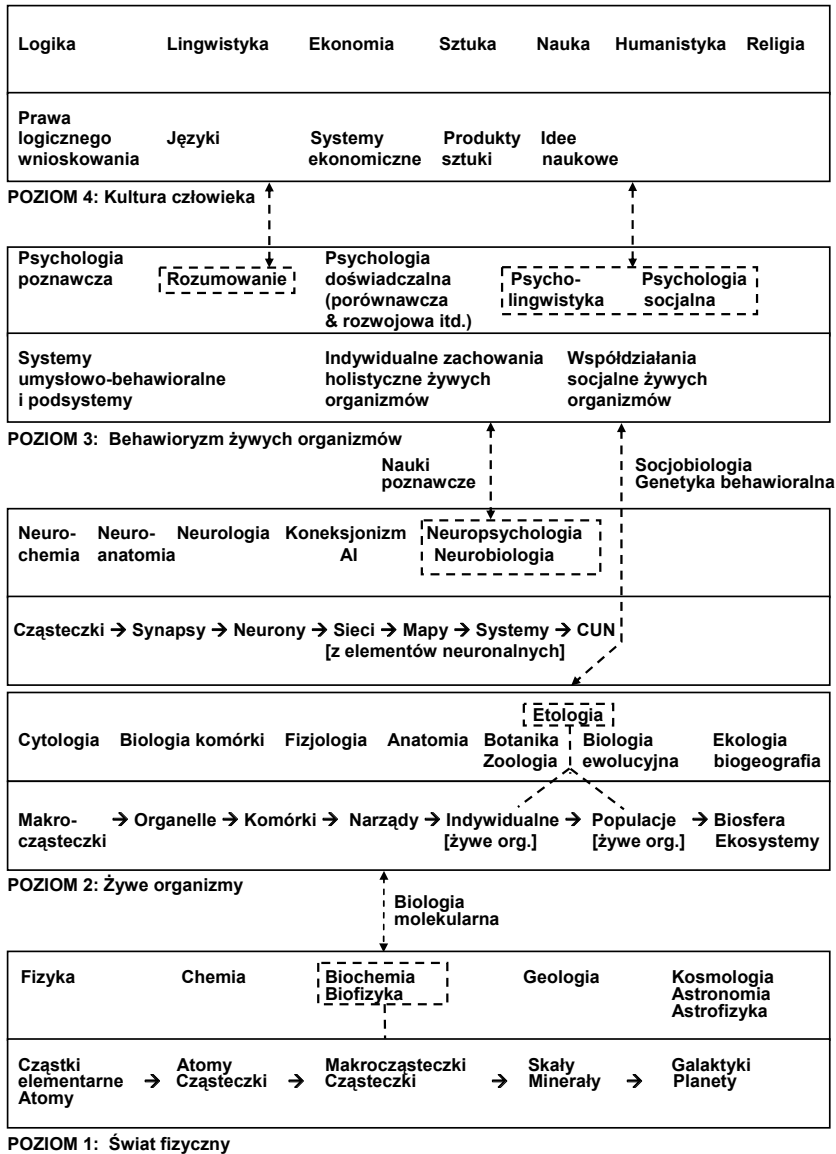 Logika Lingwistyka Ekonomia Sztuka Nauka Humanistyka Religia
Prawa
logicznego Języki Systemy Produkty Idee
wnioskowania ekonomiczne sztuki naukowe
POZIOM 4: Kultura człowieka
Psychologia Psychologia
poznawcza Rozumowanie doświadczalna Psycho- Psychologia
(porównawcza lingwistyka socjalna
& rozwojowa itd.)
Systemy Indywidualne zachowania Współdziałania
umysłowo-behawioralne holistyczne żywych socjalne żywych
i podsystemy organizmów organizmów
POZIOM 3: Behawioryzm żywych organizmów
Nauki Socjobiologia
poznawcze Genetyka behawioralna
Neuro- Neuro- Neurologia Koneksjonizm Neuropsychologia
chemia anatomia AI Neurobiologia
Cząsteczki → Synapsy → Neurony → Sieci → Mapy → Systemy → CUN
[z elementów neuronalnych]
Etologia
Cytologia Biologia komórki Fizjologia Anatomia Botanika Biologia Ekologia
Zoologia ewolucyjna biogeografia
Makro- → Organelle → Komórki → Narządy → Indywidualne → Populacje → Biosfera
cząsteczki [żywe org.] [żywe org.] Ekosystemy
POZIOM 2: Żywe organizmy
Biologia
molekularna
Fizyka Chemia Biochemia Geologia Kosmologia
Biofizyka Astronomia
Astrofizyka
Cząstki Atomy Makrocząsteczki Skały Galaktyki
elementarne → Cząsteczki → Cząsteczki → Minerały → Planety
Atomy
POZIOM 1: Świat fizyczny